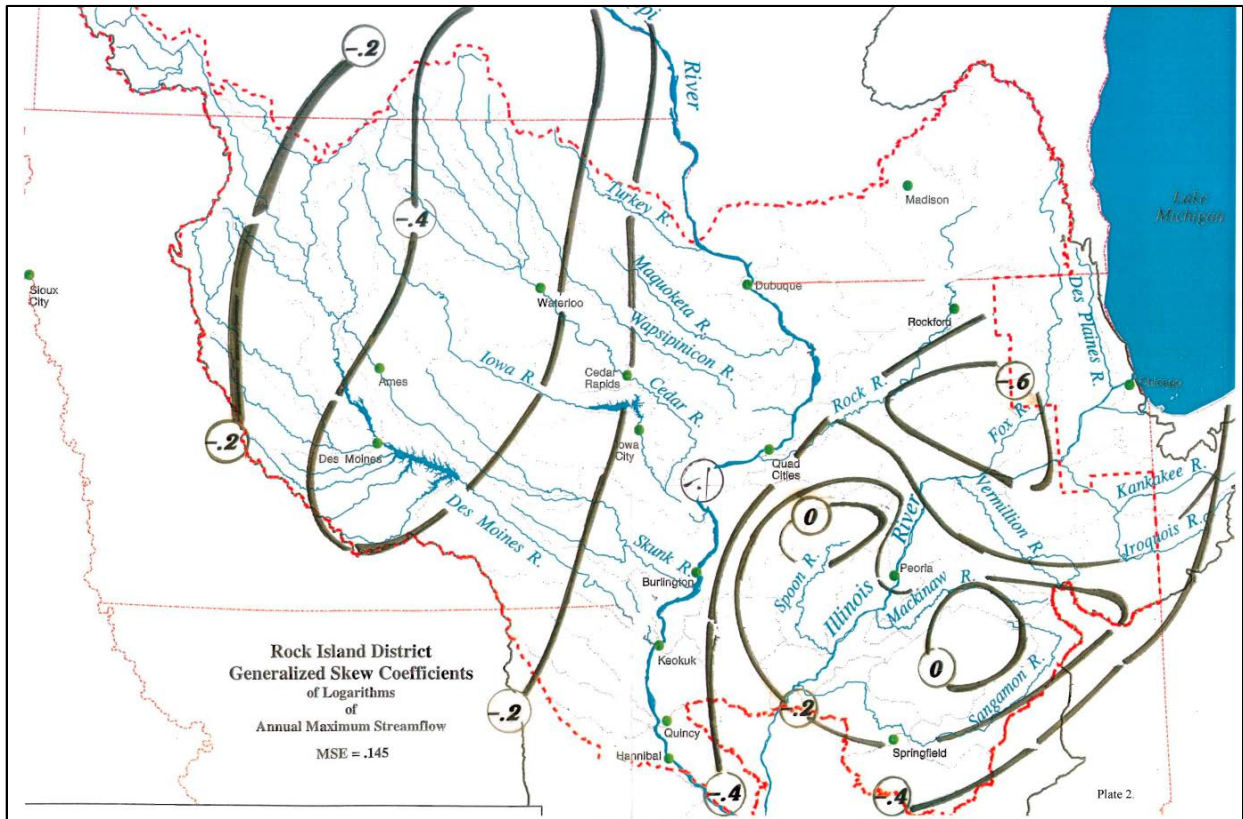 pi
River
-.2
-.4
Turkey R.
Madison
Lake
Michigan
Sioux
City
Waterloo
Maquoketa R.
Dubuque
Wapsipinicon R.
Rockford
Des Plaines R.
Iowa R.
Ames
Cedar
Rapids
Cedar R.
Rock R.
-.6
Chicago
Fox R.
-.2
Des Moines
Iowa
City
Quad
Cities
Kankakee R.
Des Moines R.
0
River
Vermillion R.
Iroquois R.
Skunk R.
Burlington
Spoon R.
Peoria
Illinois
Mackinaw R.
Keokuk
0
Sangamon R.
Rock Island District
Generalized Skew Coefficients
of Logarithms
of
Annual Maximum Streamflow
MSE = .145
-.2
-.2
Quincy
Springfield
Hannibal
-.4
-.4
Plate 2.